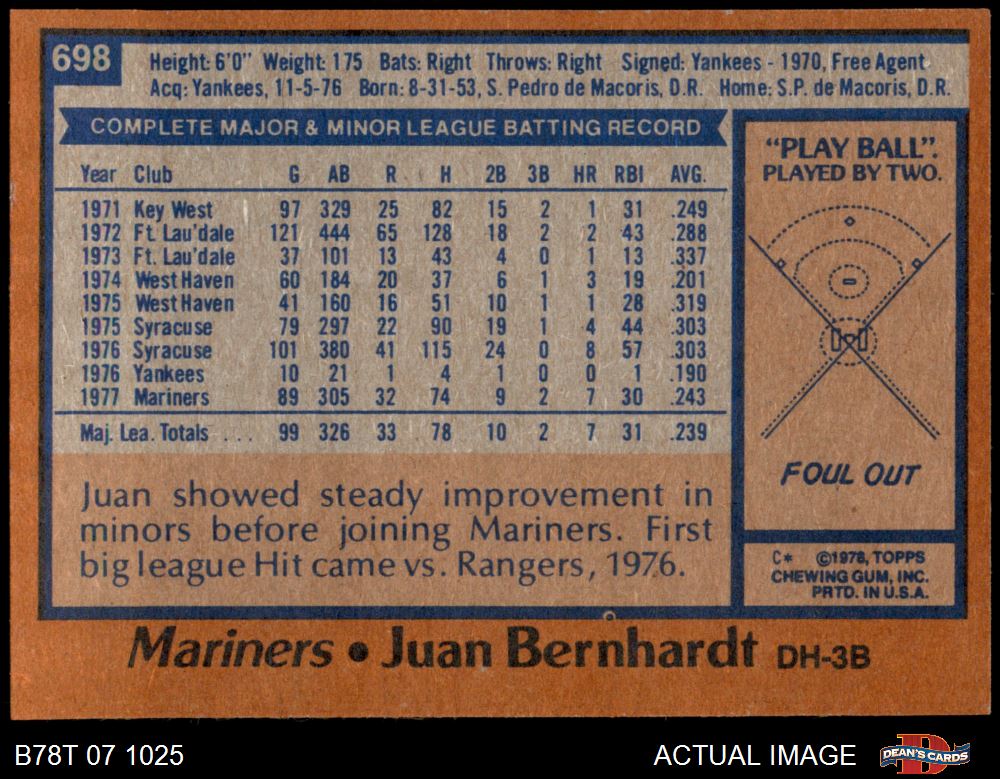 698
Height: 6'0" Weight: 175 Bats: Right Throws: Right Signed: Yankees - 1970, Free Agent
Acq: Yankees, 11-5-76 Born: 8-31-53, S. Pedro de Macoris, D.R. Home: S.P. de Macoris, D.R.
COMPLETE MAJOR & MINOR LEAGUE BATTING RECORD
Year Club G AB R H 2B 3B HR RBI AVG.
1971 Key West 97 329 25 82 15 2 1 31 .249
1972 Ft. Lau'dale 121 444 65 128 18 2 2 43 .288
1973 Ft. Lau'dale 37 101 13 43 4 0 1 13 .337
1974 West Haven 60 184 20 37 6 1 3 19 .201
1975 West Haven 41 160 16 51 10 1 1 28 .319
1975 Syracuse 79 297 22 90 19 1 4 44 .303
1976 Syracuse 101 380 41 115 24 0 8 57 .303
1976 Yankees 10 21 1 4 1 0 0 1 .190
1977 Mariners 89 305 32 74 9 2 7 30 .243
Maj. Lea. Totals . . . 99 326 33 78 10 2 7 31 .239
Juan showed steady improvement in
minors before joining Mariners. First
big league Hit came vs. Rangers, 1976.
"PLAY BALL".
PLAYED BY TWO.
FOUL OUT
C* ©1978, TOPPS
CHEWING GUM, INC.
PRTD. IN U.S.A.
Mariners • Juan Bernhardt DH-3B
B78T 07 1025
ACTUAL IMAGE
D
DEAN'S CARDS